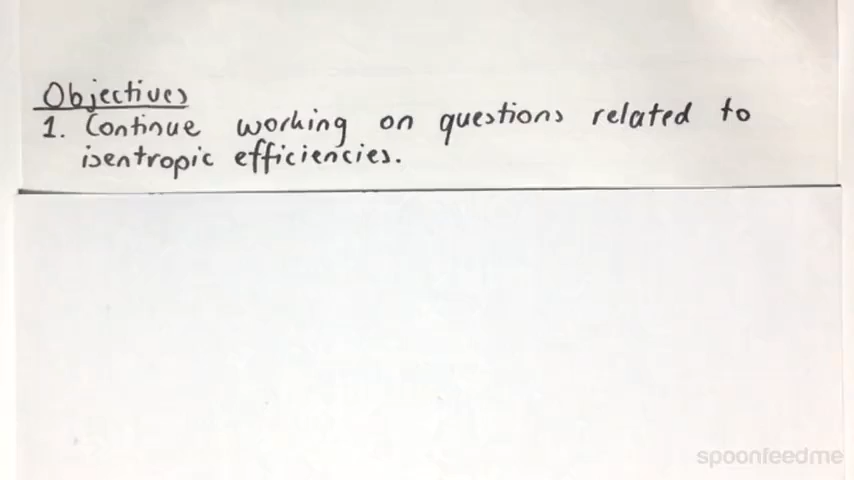 Objectives
1. Continue working on questions related to
isentropic efficiencies.
spoonfeedme